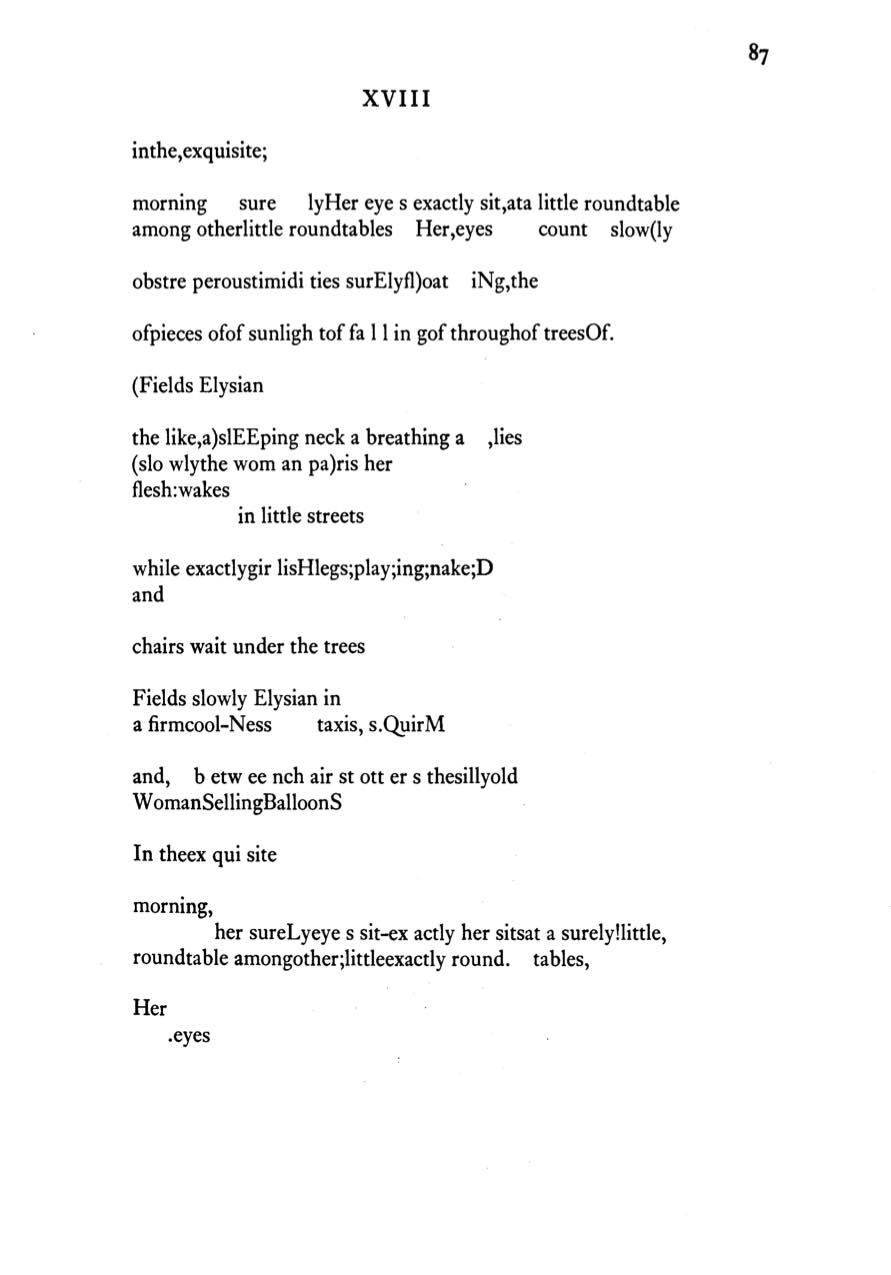 87
XVIII
inthe,exquisite;
morning sure lyHer eye s exactly sit,ata little roundtable
among otherlittle roundtables Her,eyes count slow(ly
obstre peroustimidi ties surElyfl)oat iNg,the
ofpieces ofof sunligh tof fa l l in gof throughof treesOf.
(Fields Elysian
the like,a)slEEping neck a breathing a ,lies
(slo wlythe wom an pa)ris her
flesh:wakes
in little streets
while exactlygir lisHlegs;play;ing;nake;D
and
chairs wait under the trees
Fields slowly Elysian in
a firmcool-Ness taxis, s.QuirM
and, b etw ee nch air st ott er s thesillyold
WomanSellingBalloonS
In theex qui site
morning,
her sureLyeye s sit-ex actly her sitsat a surely!little,
roundtable amongother;littleexactly round. tables,
Her
.eyes